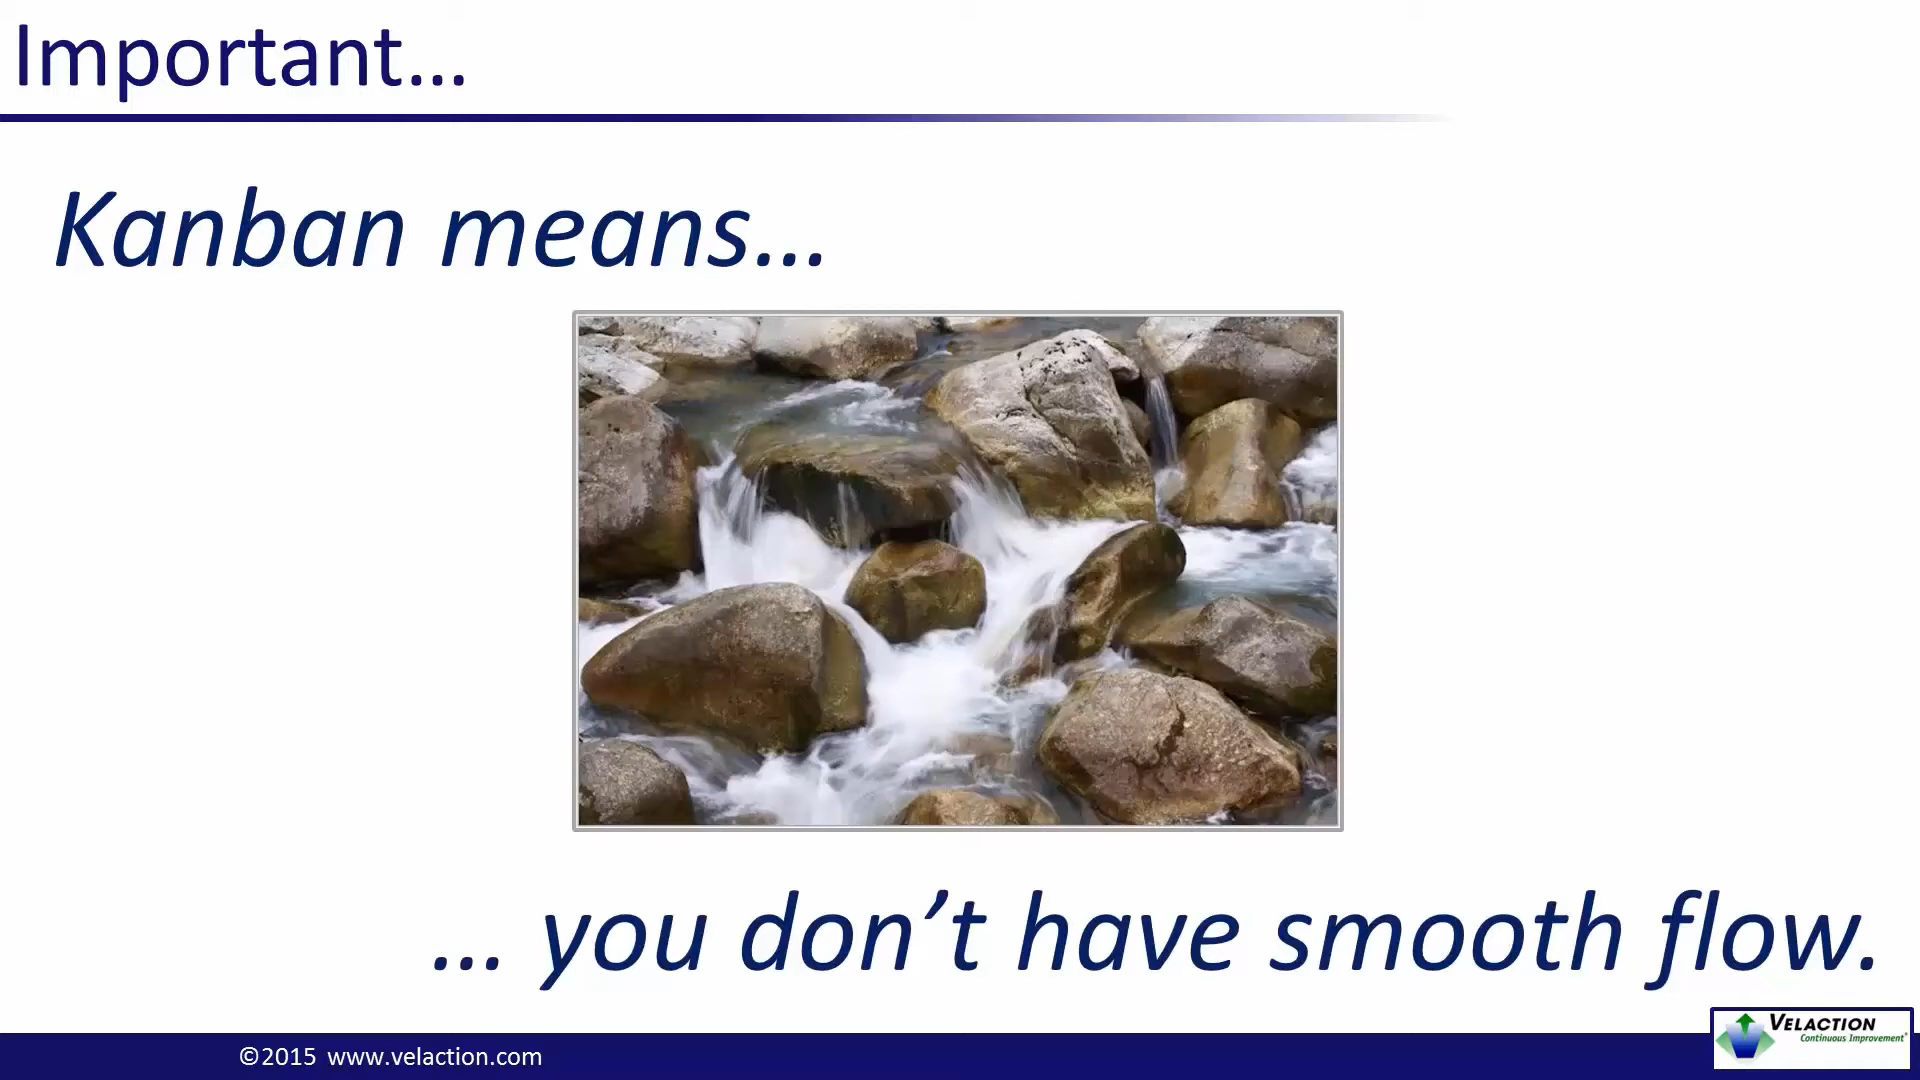 Important...
Kanban means...
... you don't have smooth flow.
©2015 www.velaction.com
VELACTION
Continuous Improvement®